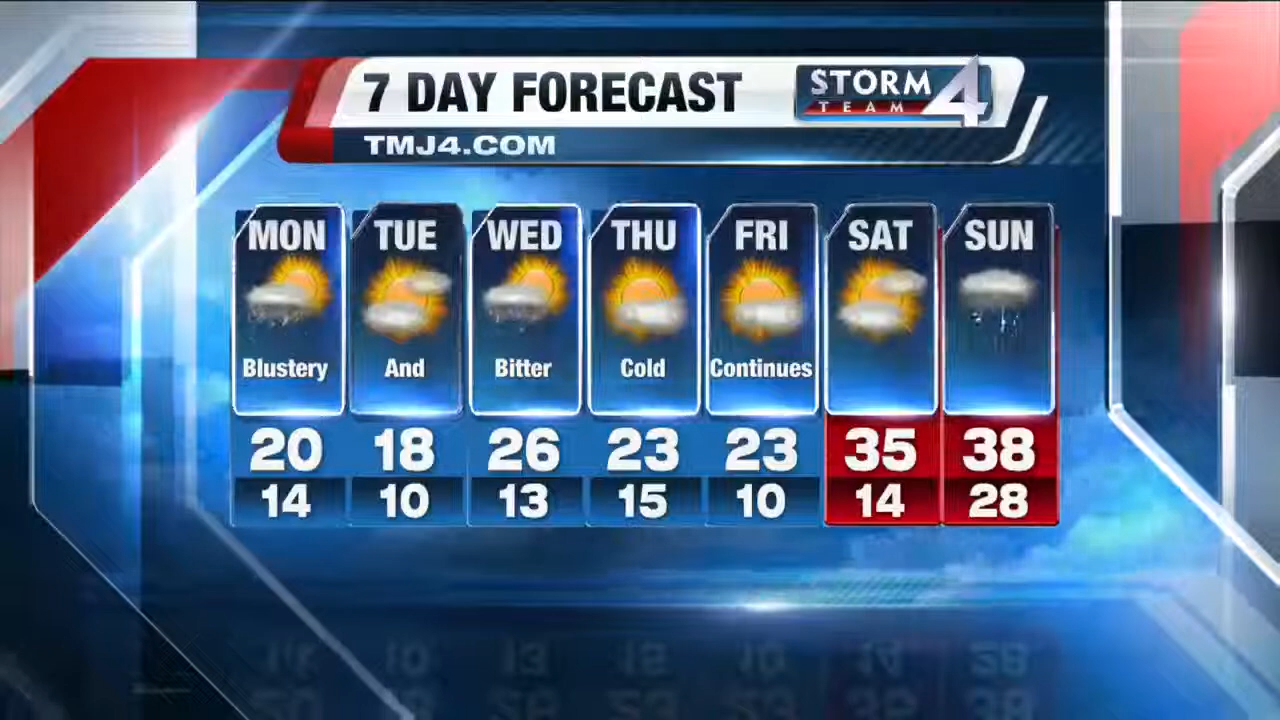 7 DAY FORECAST
STORM 4
TEAM
TMJ4.COM
MON TUE WED THU FRI SAT SUN
Blustery And Bitter Cold Continues
20 18 26 23 23 35 38
14 10 13 15 10 14 28